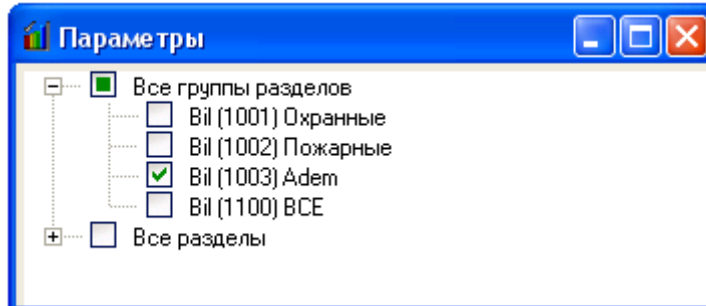 Параметры
Все группы разделов
Bil (1001) Охранные
Bil (1002) Пожарные
Bil (1003) Adem
Bil (1100) ВСЕ
Все разделы